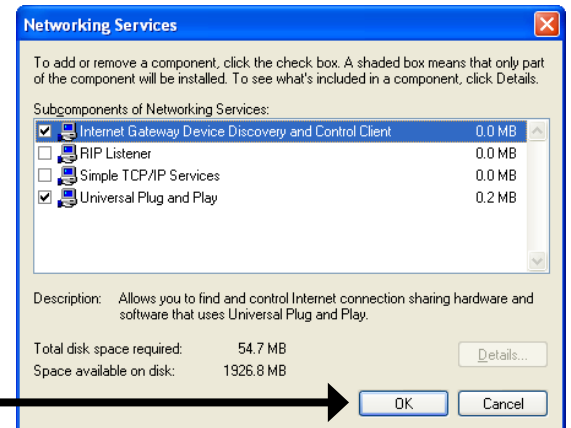 Networking Services
To add or remove a component, click the check box. A shaded box means that only part
of the component will be installed. To see what's included in a component, click Details.
Subcomponents of Networking Services:
Internet Gateway Device Discovery and Control Client 0.0 MB
RIP Listener 0.0 MB
Simple TCP/IP Services 0.0 MB
Universal Plug and Play 0.2 MB
Description: Allows you to find and control Internet connection sharing hardware and
software that uses Universal Plug and Play.
Total disk space required: 54.7 MB
Details...
Space available on disk: 1926.8 MB
OK Cancel